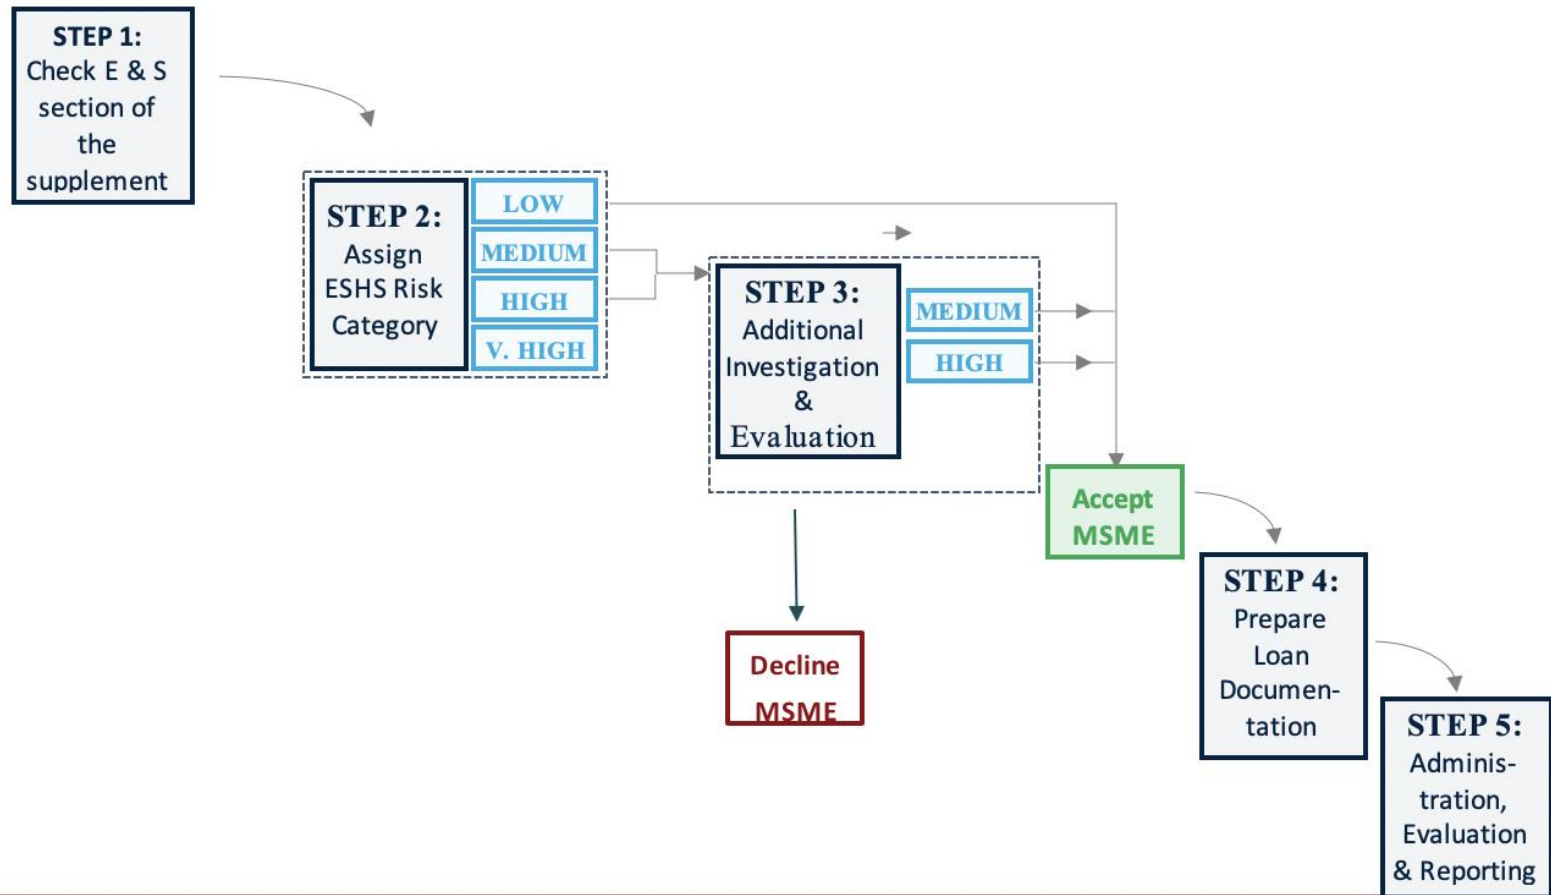 STEP 1:
Check E & S
section of
the
supplement
STEP 2:
Assign
ESHS Risk
Category
LOW
MEDIUM
HIGH
V. HIGH
STEP 3:
Additional
Investigation
&
Evaluation
MEDIUM
HIGH
Accept
MSME
Decline
MSME
STEP 4:
Prepare
Loan
Documen-
tation
STEP 5:
Adminis-
tration,
Evaluation
& Reporting